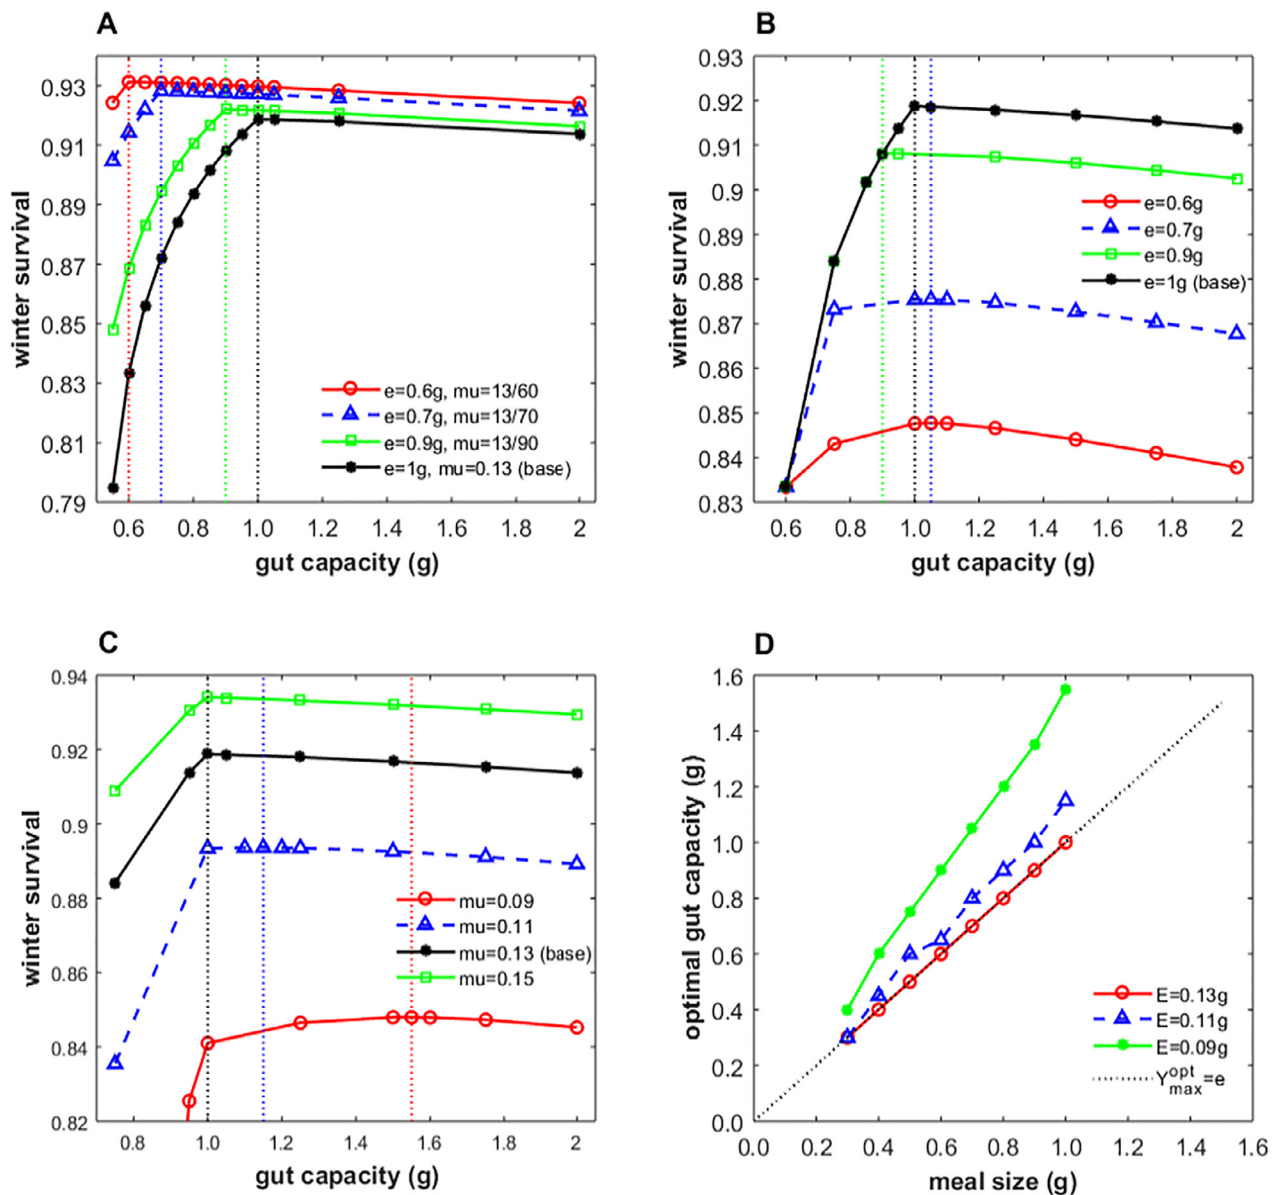 A
winter survival
0.93
0.91
0.89
0.87
0.85
0.83
0.81
0.79
e=0.6g, mu=13/60
e=0.7g, mu=13/70
e=0.9g, mu=13/90
e=1g, mu=0.13 (base)
0.6 0.8 1.0 1.2 1.4 1.6 1.8 2
gut capacity (g)
B
winter survival
0.93
0.92
0.91
0.9
0.89
0.88
0.87
0.86
0.85
0.84
0.83
e=0.6g
e=0.7g
e=0.9g
e=1g (base)
0.6 0.8 1.0 1.2 1.4 1.6 1.8 2
gut capacity (g)
C
winter survival
0.94
0.92
0.9
0.88
0.86
0.84
0.82
mu=0.09
mu=0.11
mu=0.13 (base)
mu=0.15
0.8 1.0 1.2 1.4 1.6 1.8 2
gut capacity (g)
D
optimal gut capacity (g)
1.6
1.4
1.2
1.0
0.8
0.6
0.4
0.2
0.0
E=0.13g
E=0.11g
E=0.09g
Y opt max =e
0.0 0.2 0.4 0.6 0.8 1.0 1.2 1.4 1.6
meal size (g)